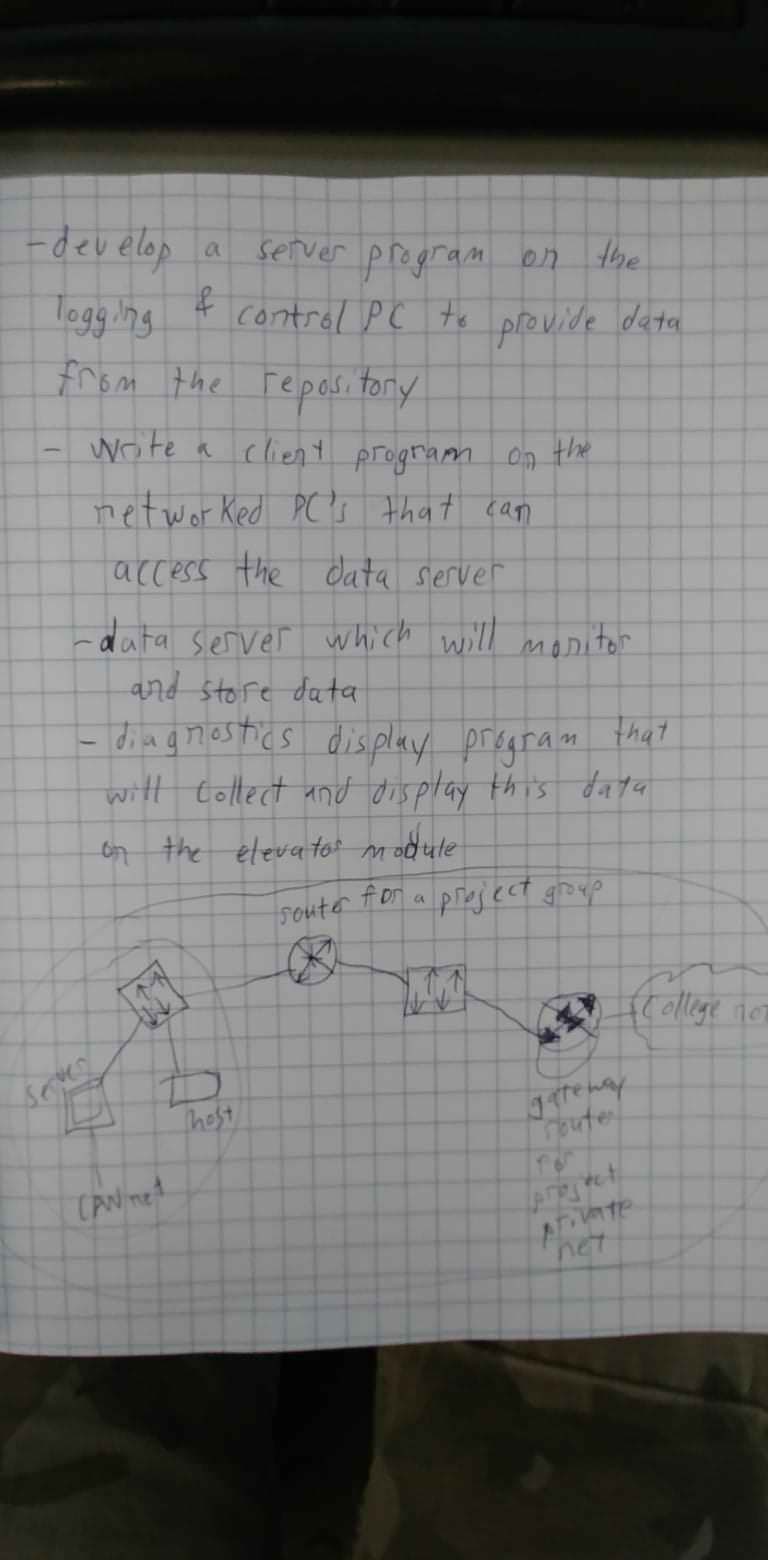 - develop a server program on the
logging & control PC to provide data
from the repository
- write a client program on the
networked PC's that can
access the data server
- data server which will monitor
and store data
- diagnostics display program that
will collect and display this data
on the elevator module
router for a project group
College
server
host
CAN net
gateway
router
for
project
private
net